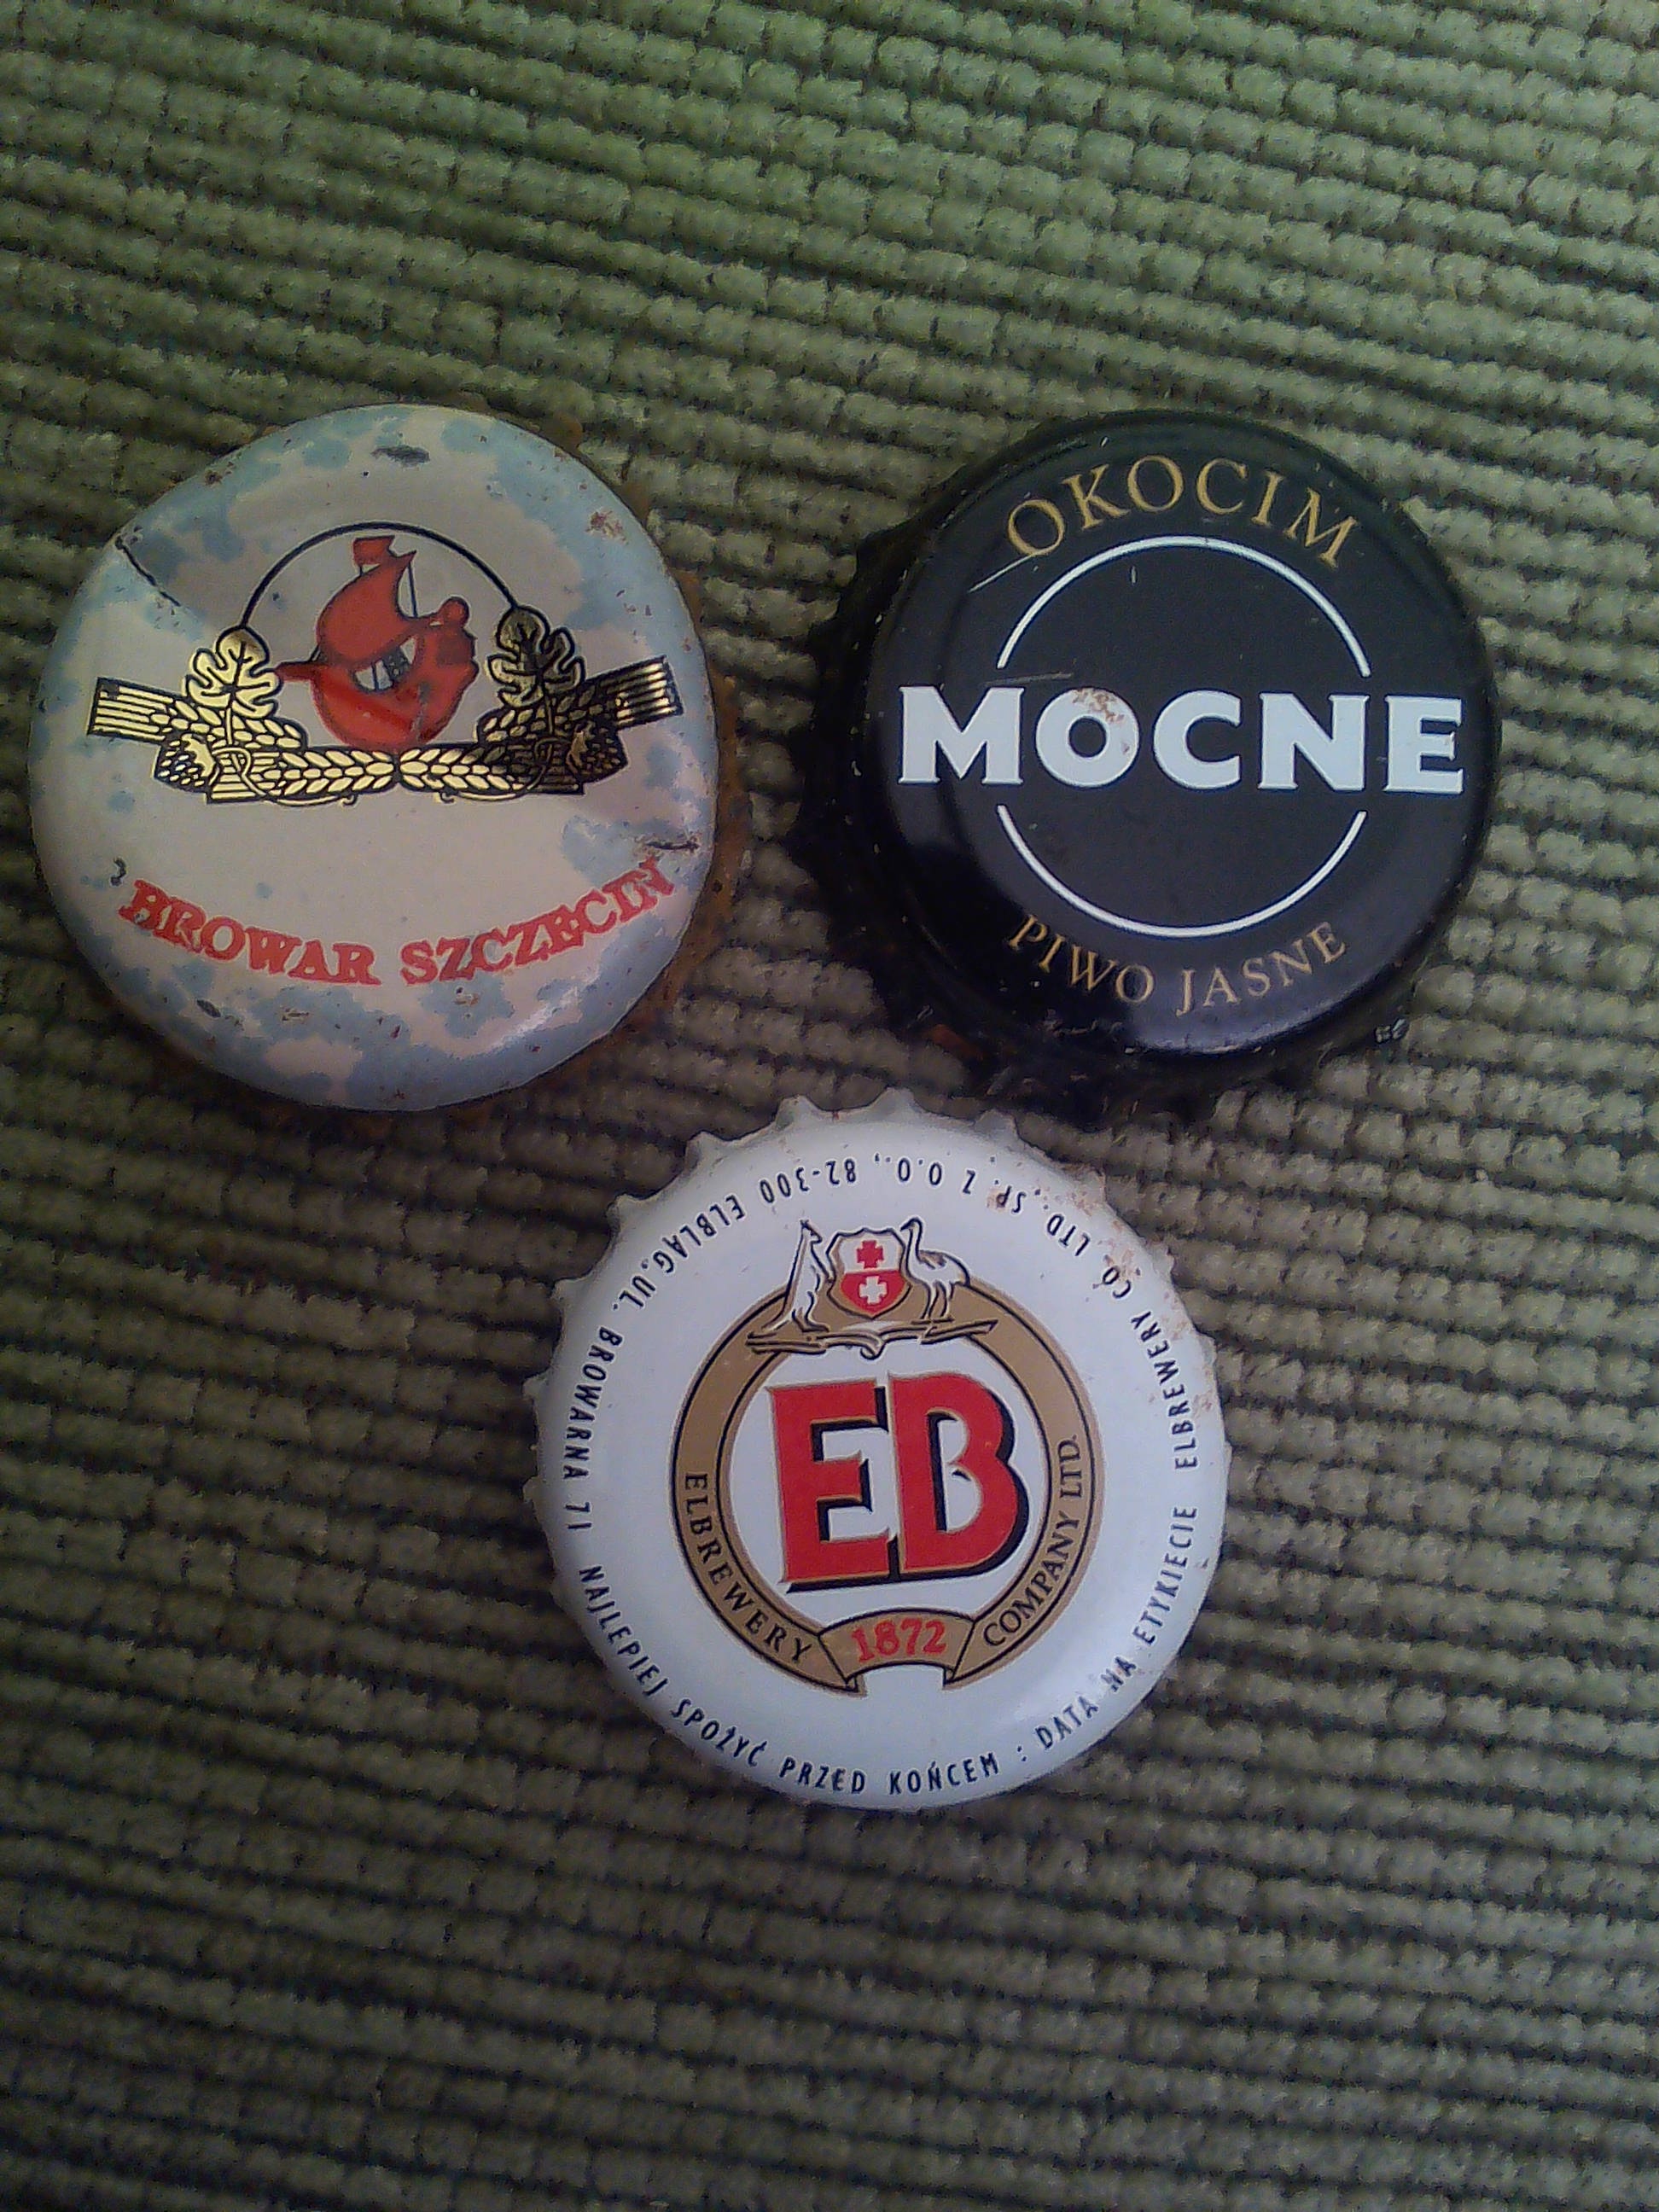 BROWAR SZCZECIN
OKOCIM
MOCNE
PIWO JASNE
ELBREWERY CO. LTD. SP. Z O.O., 82-300 ELBLĄG, UL. BROWARNA 71
NAJLEPIEJ SPOŻYĆ PRZED KOŃCEM : DATA NA ETYKIECIE
EB
ELBREWERY COMPANY LTD.
1872